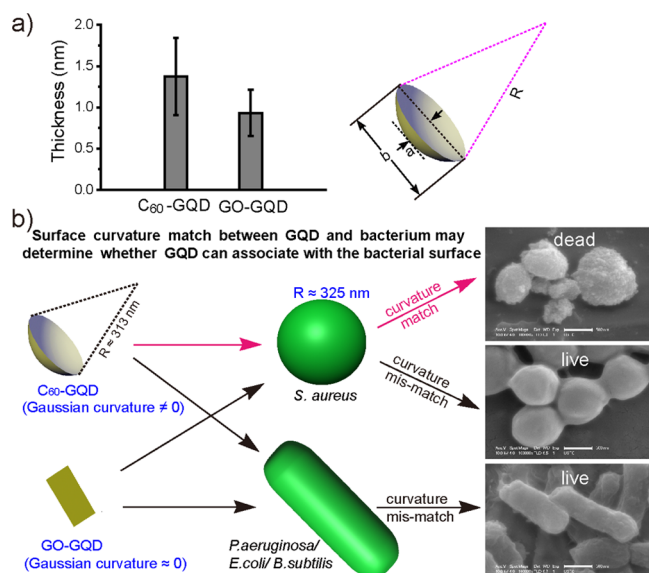 a)
Thickness (nm)
2.0
1.5
1.0
0.5
0.0
C60-GQD
GO-GQD
R
b
a
b)
Surface curvature match between GQD and bacterium may
determine whether GQD can associate with the bacterial surface
R ≈ 313 nm
C60-GQD
(Gaussian curvature ≠ 0)
R ≈ 325 nm
S. aureus
curvature
match
curvature
mis-match
dead
live
GO-GQD
(Gaussian curvature ≈ 0)
P.aeruginosa/
E.coli/ B.subtilis
curvature
mis-match
live